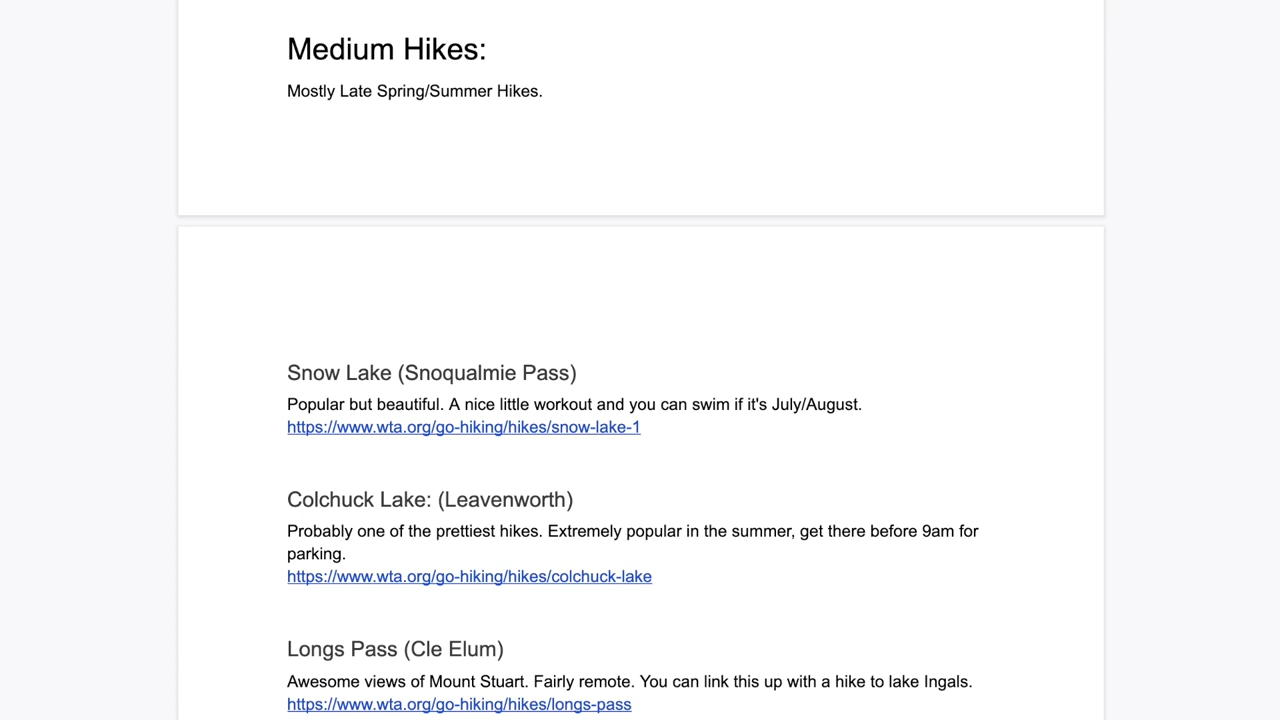 Medium Hikes:
Mostly Late Spring/Summer Hikes.
Snow Lake (Snoqualmie Pass)
Popular but beautiful. A nice little workout and you can swim if it's July/August.
https://www.wta.org/go-hiking/hikes/snow-lake-1
Colchuck Lake: (Leavenworth)
Probably one of the prettiest hikes. Extremely popular in the summer, get there before 9am for
parking.
https://www.wta.org/go-hiking/hikes/colchuck-lake
Longs Pass (Cle Elum)
Awesome views of Mount Stuart. Fairly remote. You can link this up with a hike to lake Ingals.
https://www.wta.org/go-hiking/hikes/longs-pass